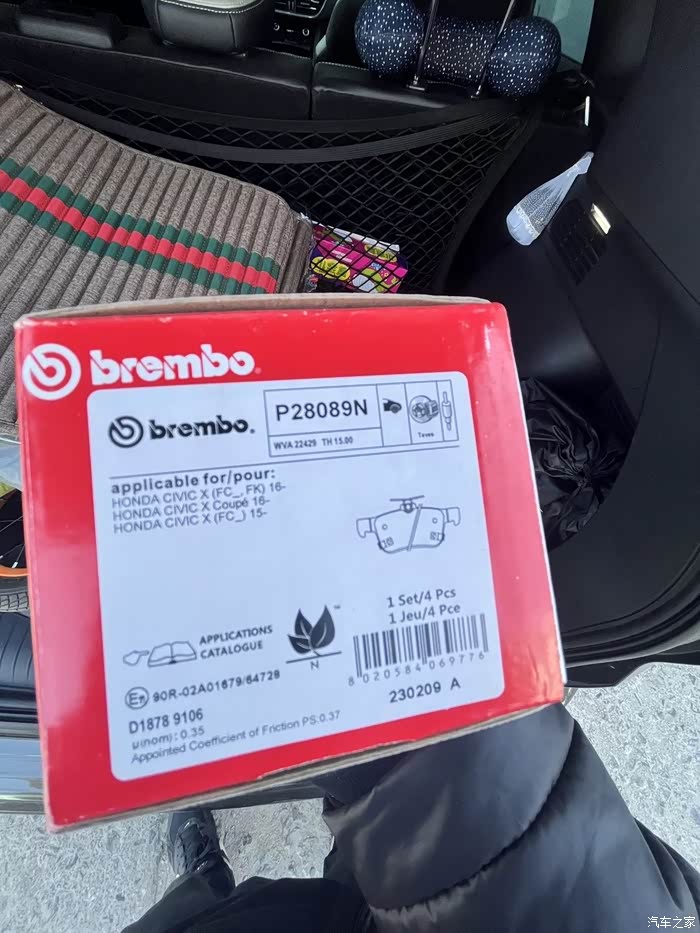 brembo
brembo.
P28089N
WVA 22429 TH 15.00
Teves
applicable for/pour:
HONDA CIVIC X (FC_, FK) 16-
HONDA CIVIC X Coupé 16-
HONDA CIVIC X (FC_) 15-
1 Set/4 Pcs
1 Jeu/4 Pce
APPLICATIONS
CATALOGUE
TM
N
8 020584 069776
90R-02A01679/64728
230209 A
D1878 9106
μ(nom): 0.35
Appointed Coefficient of Friction PS:0.37
汽车之家